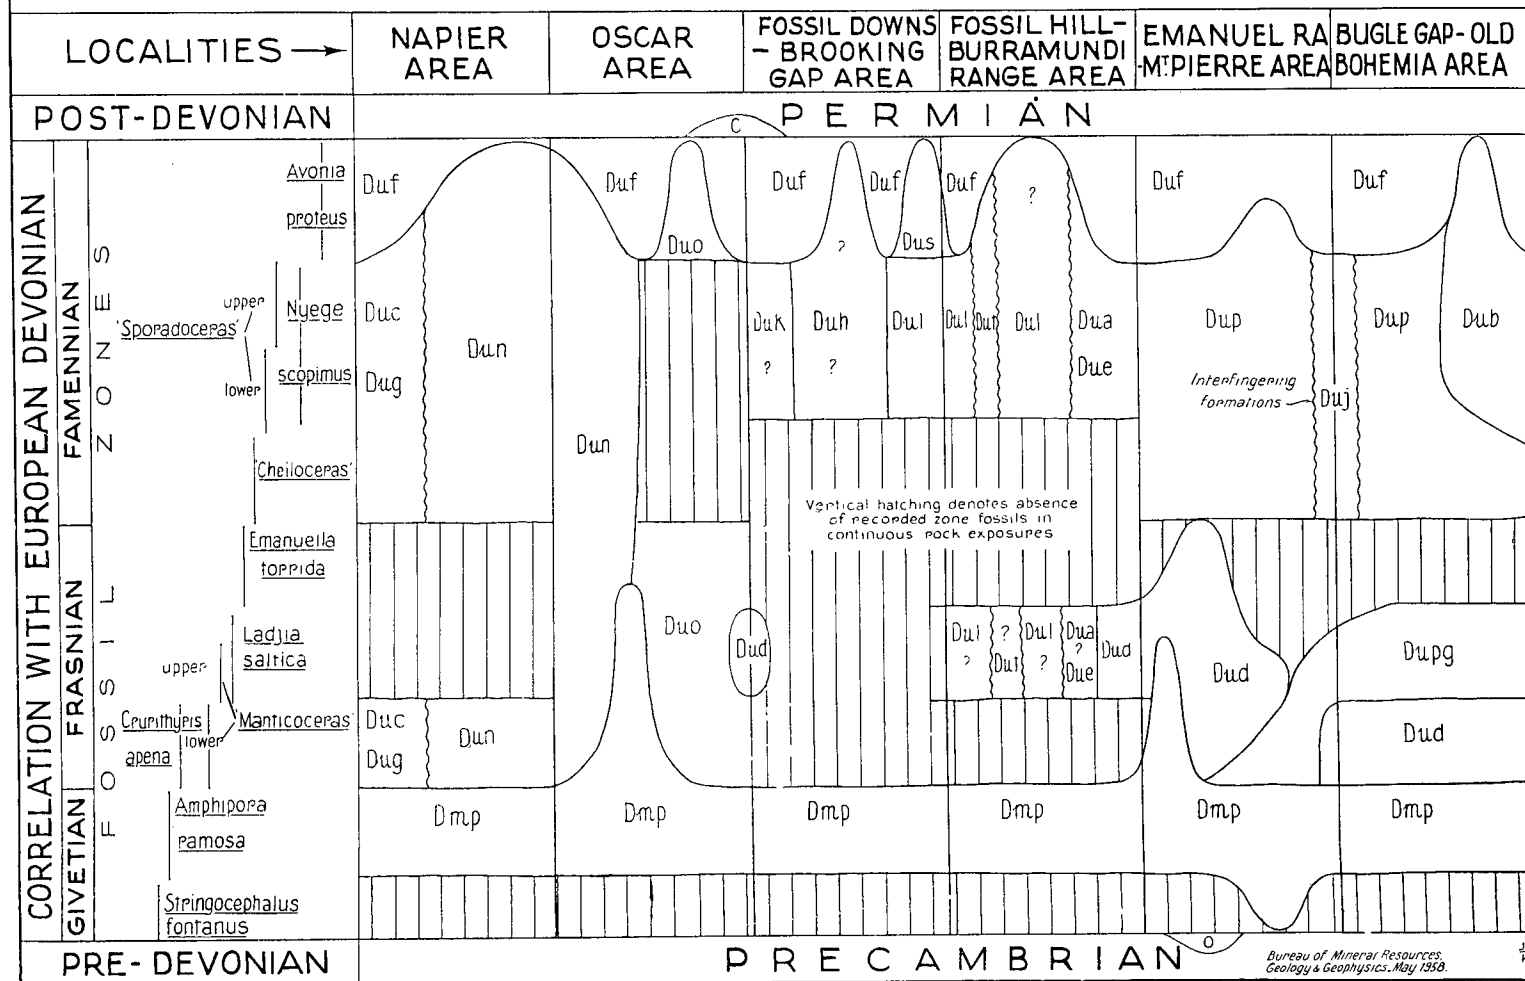 LOCALITIES
NAPIER
AREA
OSCAR
AREA
FOSSIL DOWNS
- BROOKING
GAP AREA
FOSSIL HILL-
BURRAMUNDI
RANGE AREA
EMANUEL RA
-MT PIERRE AREA
BUGLE GAP-OLD
BOHEMIA AREA
POST-DEVONIAN
PERMIAN
C
CORRELATION WITH EUROPEAN DEVONIAN
FAMENNIAN
FRASNIAN
GIVETIAN
FOSSIL ZONES
Avonia
proteus
upper
'Sporadoceras'
lower
Nyege
scopimus
'Cheiloceras'
Emanuella
torrida
Ladjia
saltica
upper
'Manticoceras'
lower
Crurithyris
apena
Amphipora
ramosa
Stringocephalus
fontanus
Duf
Duf
Duf
Duf
Duf
?
Duf
Duf
Duo
?
Dus
Duc
Dun
Dug
Dun
Duk
?
Duh
?
Dul
Dul
Dut
Dul
Dua
Due
Dup
Interfingering
formations
Duj
Dup
Dub
Vertical hatching denotes absence
of recorded zone fossils in
continuous rock exposures
Duo
Dud
Dul
?
?
Dut
Dul
?
Dua
?
Due
Dud
Dud
Dupg
Dud
Duc
Dug
Dun
Dmp
Dmp
Dmp
Dmp
Dmp
Dmp
PRE-DEVONIAN
PRECAMBRIAN
O
Bureau of Mineral Resources,
Geology & Geophysics. May 1958.